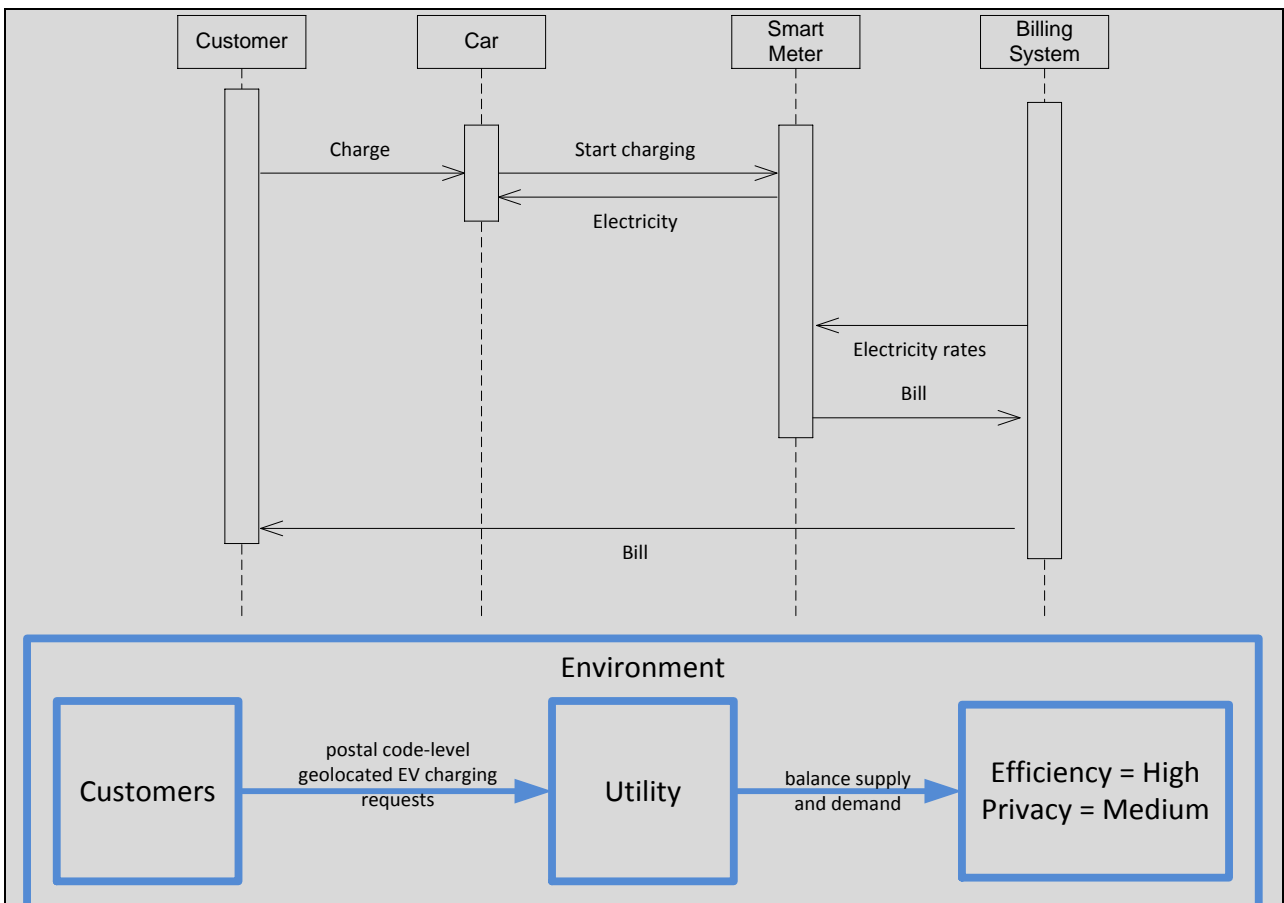 Customer
Car
Smart
Meter
Billing
System
Charge
Start charging
Electricity
Electricity rates
Bill
Bill
Environment
Customers
postal code-level
geolocated EV charging
requests
Utility
balance supply
and demand
Efficiency = High
Privacy = Medium